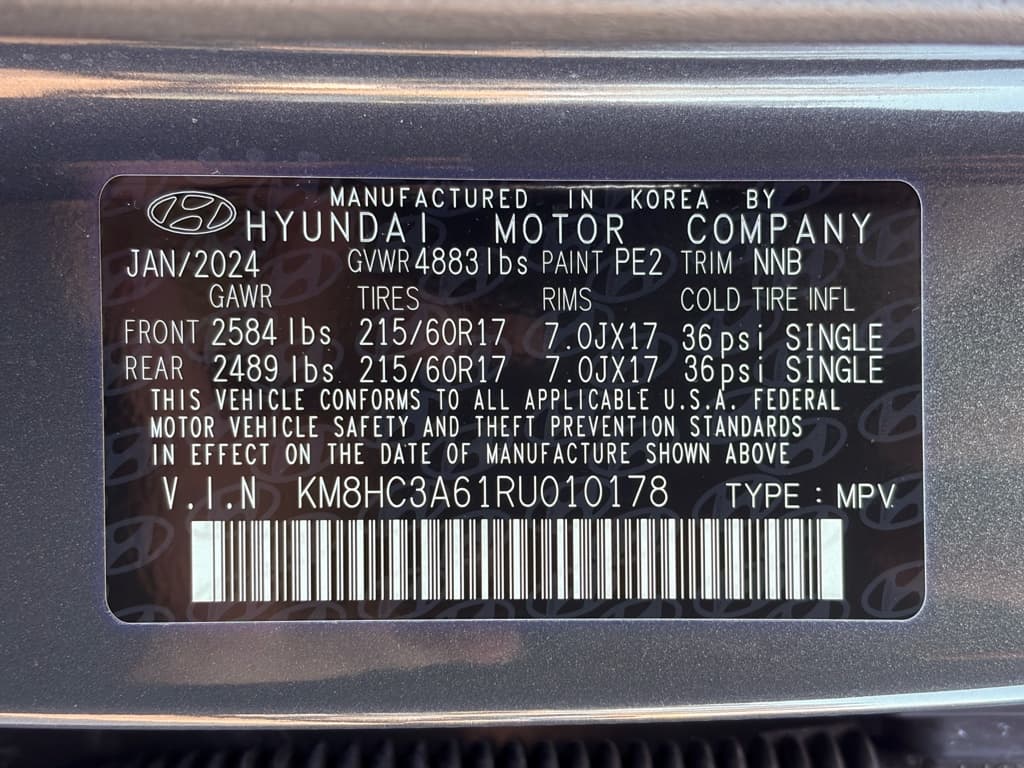 MANUFACTURED IN KOREA BY
HYUNDAI MOTOR COMPANY
JAN/2024 GVWR 4883lbs PAINT PE2 TRIM NNB
GAWR TIRES RIMS COLD TIRE INFL
FRONT 2584 lbs 215/60R17 7.0JX17 36psi SINGLE
REAR 2489 lbs 215/60R17 7.0JX17 36psi SINGLE
THIS VEHICLE CONFORMS TO ALL APPLICABLE U.S.A. FEDERAL
MOTOR VEHICLE SAFETY AND THEFT PREVENTION STANDARDS
IN EFFECT ON THE DATE OF MANUFACTURE SHOWN ABOVE
V.I.N KM8HC3A61RU010178 TYPE : MPV